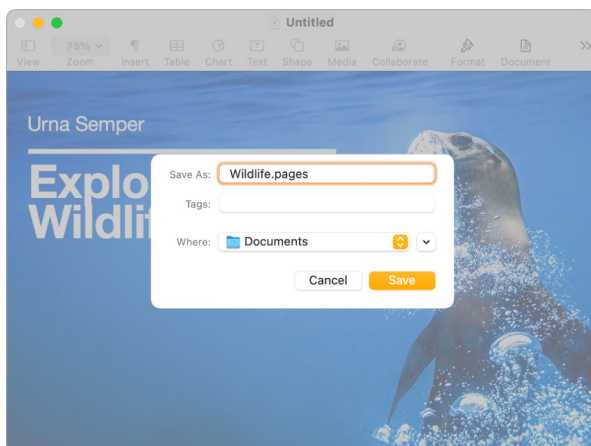 Untitled
75%
View Zoom Insert Table Chart Text Shape Media Collaborate Format Document
Urna Semper
Explo
Wildli
Save As: Wildlife.pages
Tags:
Where: Documents
Cancel Save